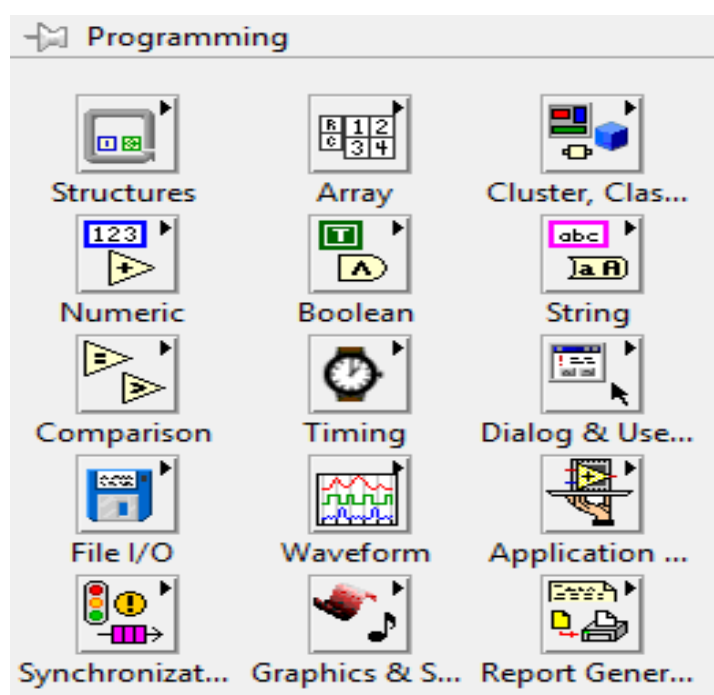 Programming
Structures
Array
Cluster, Clas...
123
T
abc
a A
Numeric
Boolean
String
Comparison
Timing
Dialog & Use...
File I/O
Waveform
Application ...
Synchronizat...
Graphics & S...
Report Gener...